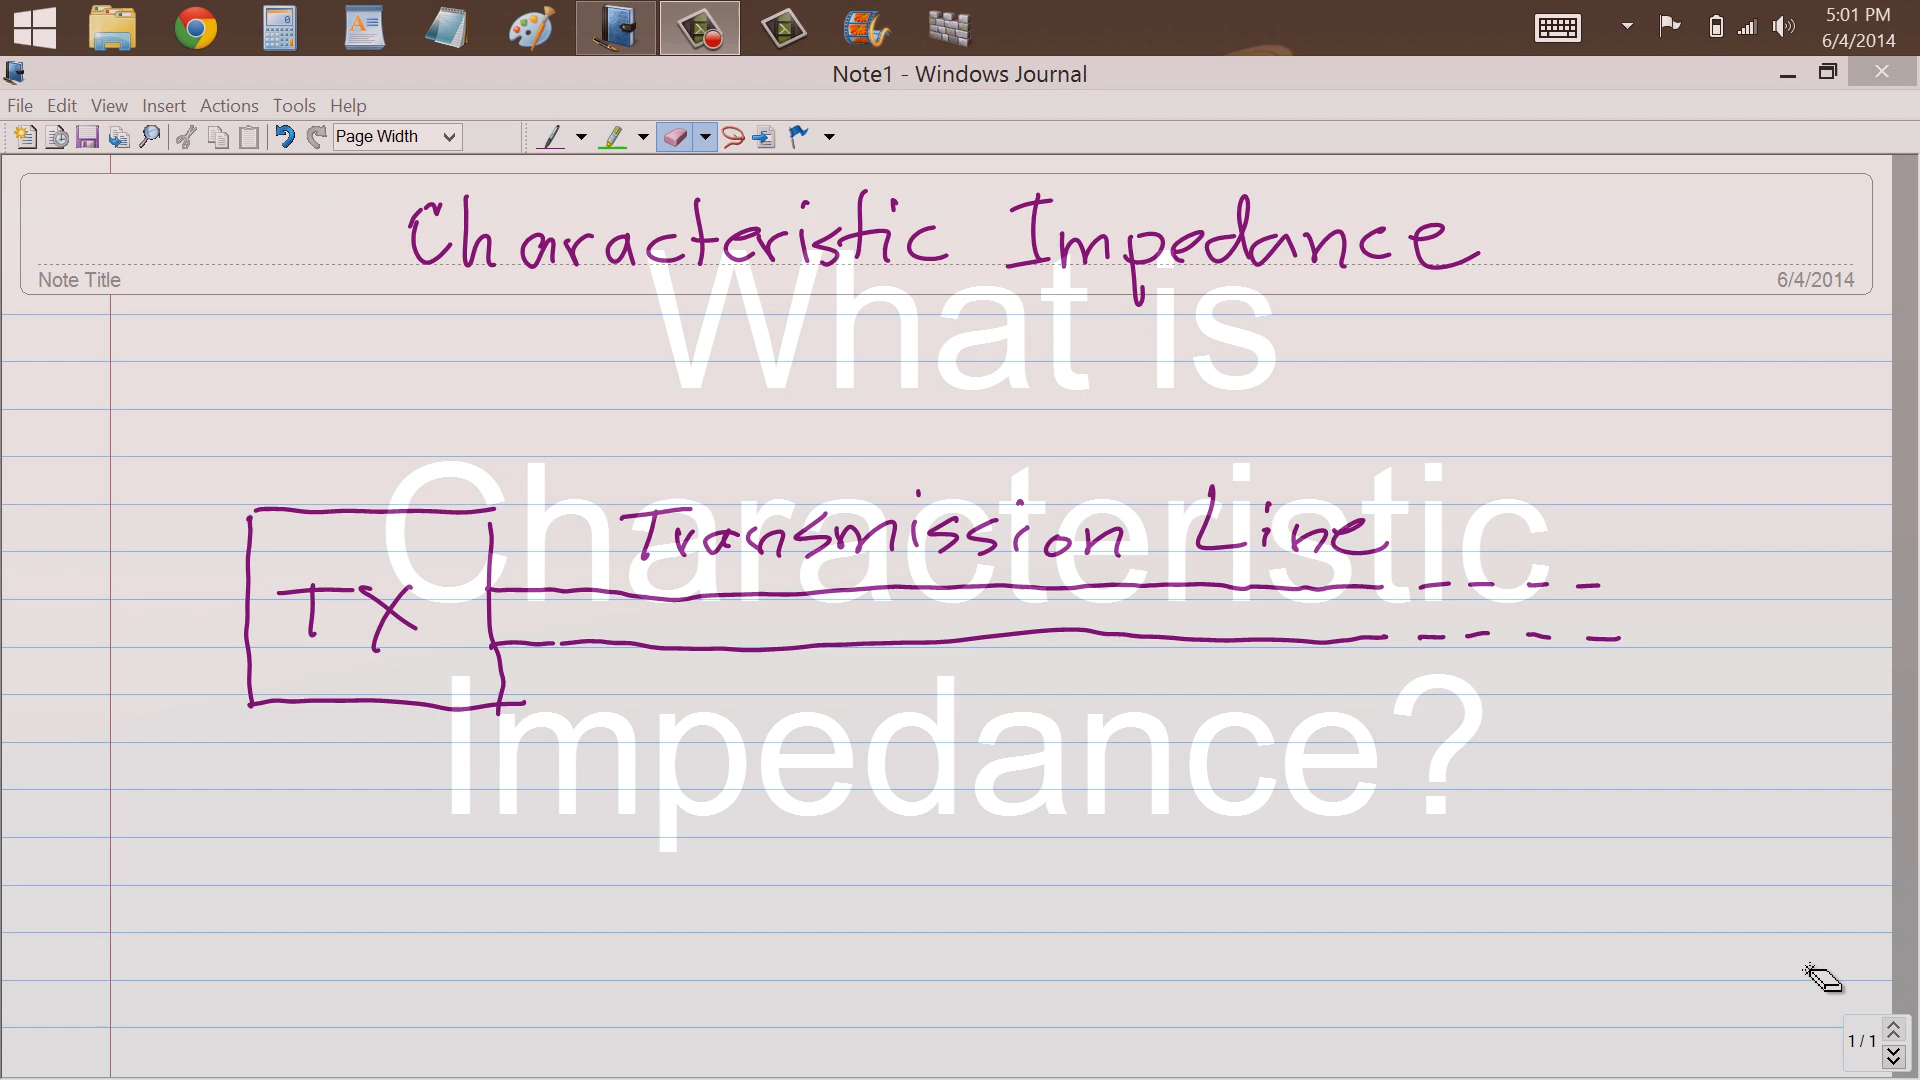 5:01 PM
6/4/2014
Note1 - Windows Journal
File Edit View Insert Actions Tools Help
Page Width
Characteristic Impedance
Note Title
6/4/2014
What is
Characteristic
Impedance?
Transmission Line
TX
1 / 1